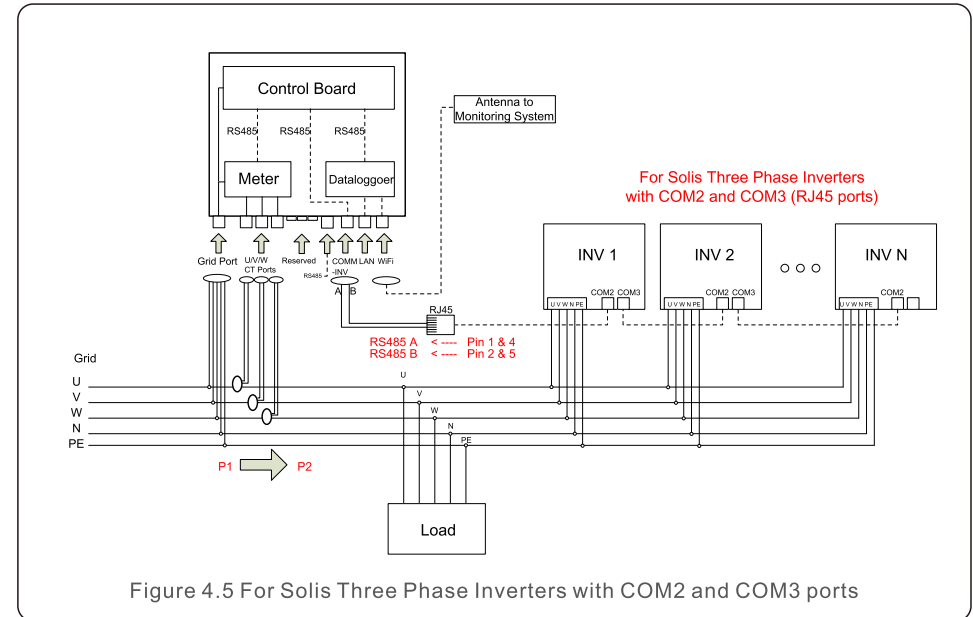 Control Board
Antenna to
Monitoring System
RS485 RS485 RS485
Meter
Dataloggoer
For Solis Three Phase Inverters
with COM2 and COM3 (RJ45 ports)
INV 1
INV 2
INV N
Grid Port
U/V/W
CT Ports
Reserved
RS485
COMM
-INV
LAN
WiFi
A B
COM2 COM3
COM2 COM3
COM2
U V W N PE
U V W N PE
U V W N PE
RJ45
RS485 A < ---- Pin 1 & 4
RS485 B < ---- Pin 2 & 5
Grid
U
V
W
N
PE
U
V
W
N
PE
P1
P2
Load
Figure 4.5 For Solis Three Phase Inverters with COM2 and COM3 ports